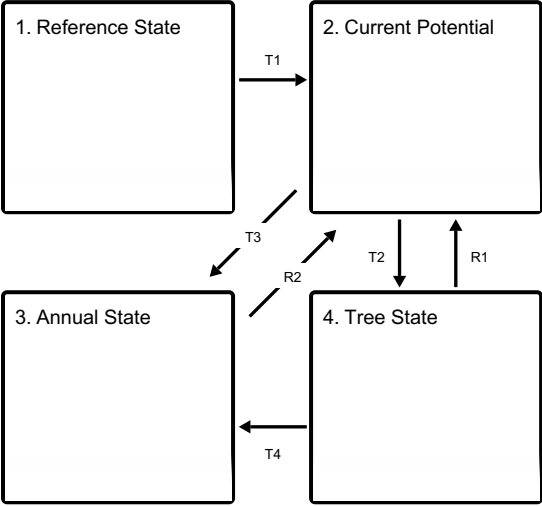 1. Reference State
T1
2. Current Potential
T3
R2
T2
R1
3. Annual State
T4
4. Tree State